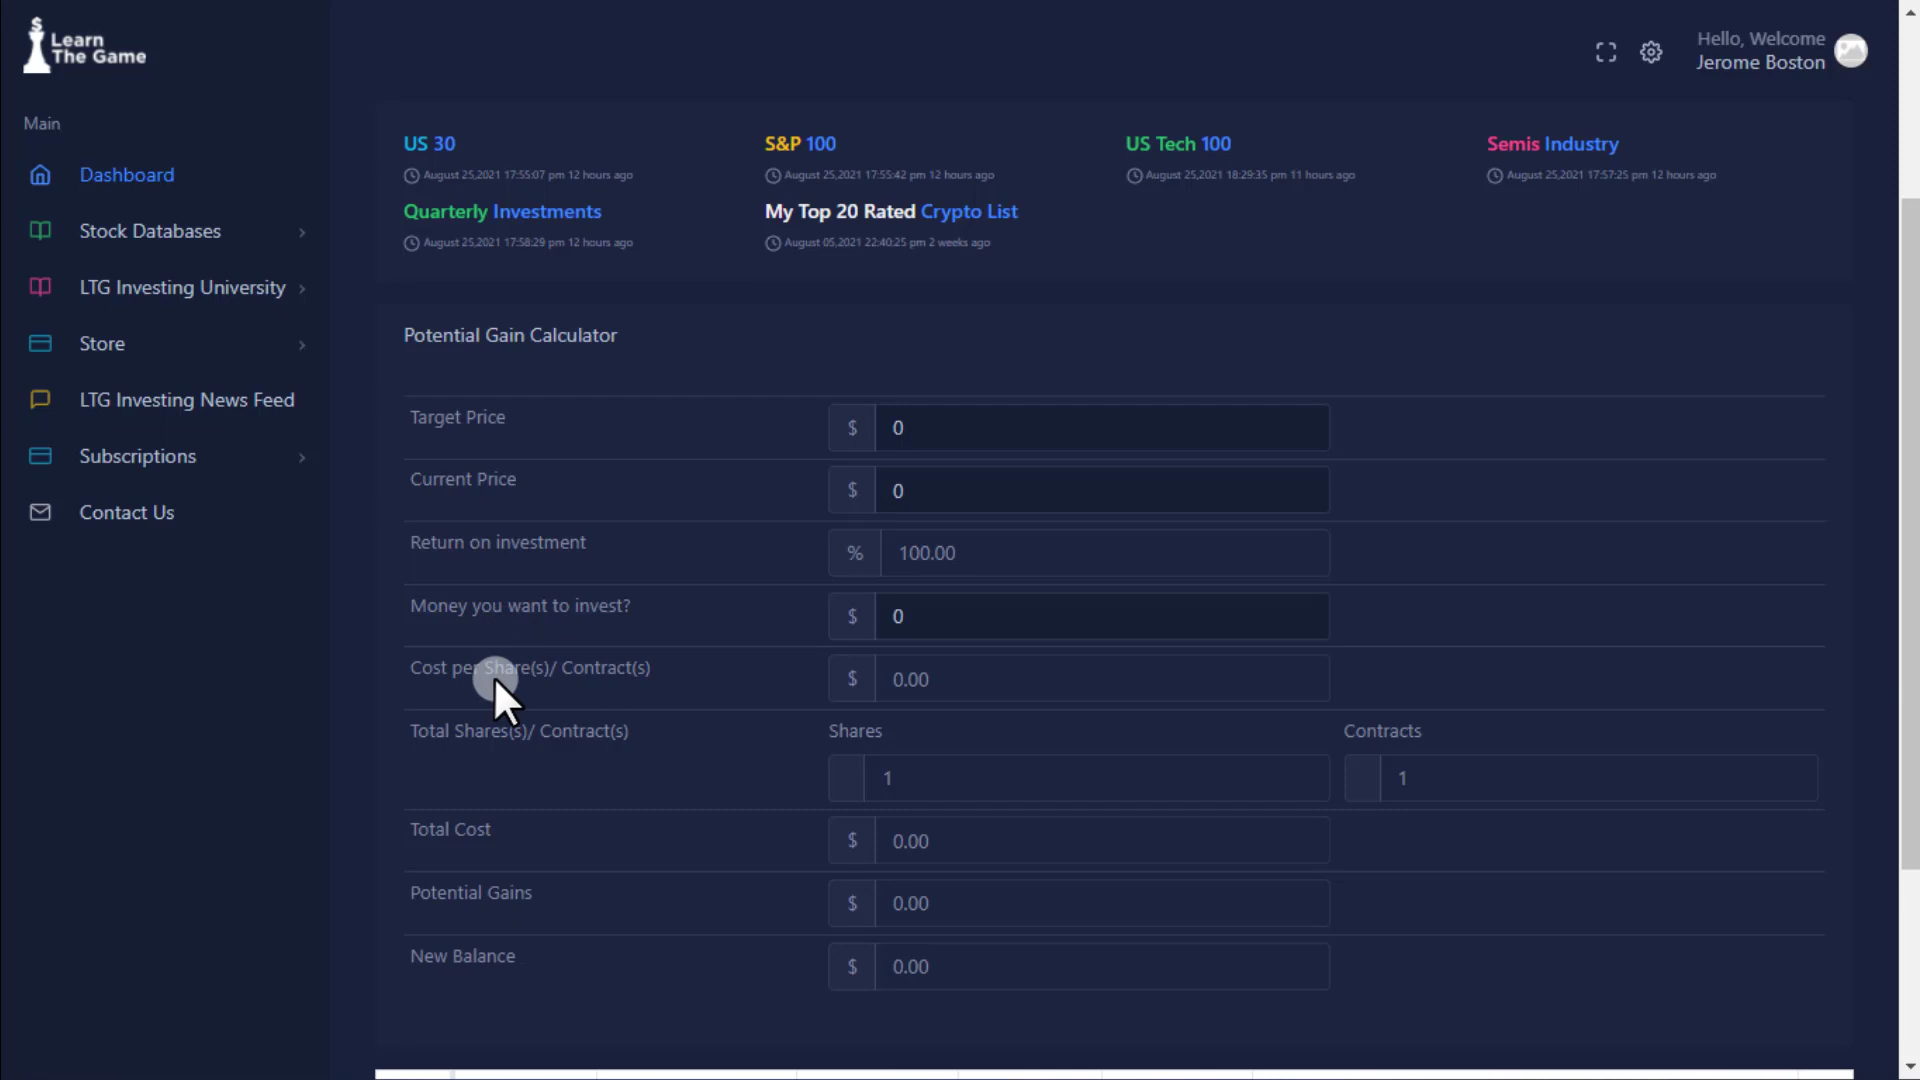 $
Learn
The Game
Hello, Welcome
Jerome Boston
Main
Dashboard
Stock Databases
LTG Investing University
Store
LTG Investing News Feed
Subscriptions
Contact Us
US 30
August 25,2021 17:55:07 pm 12 hours ago
S&P 100
August 25,2021 17:55:42 pm 12 hours ago
US Tech 100
August 25,2021 18:29:35 pm 11 hours ago
Semis Industry
August 25,2021 17:57:25 pm 12 hours ago
Quarterly Investments
August 25,2021 17:58:29 pm 12 hours ago
My Top 20 Rated Crypto List
August 05,2021 22:40:25 pm 2 weeks ago
Potential Gain Calculator
Target Price
$ 0
Current Price
$ 0
Return on investment
% 100.00
Money you want to invest?
$ 0
Cost per Share(s)/ Contract(s)
$ 0.00
Total Shares(s)/ Contract(s)
Shares
1
Contracts
1
Total Cost
$ 0.00
Potential Gains
$ 0.00
New Balance
$ 0.00